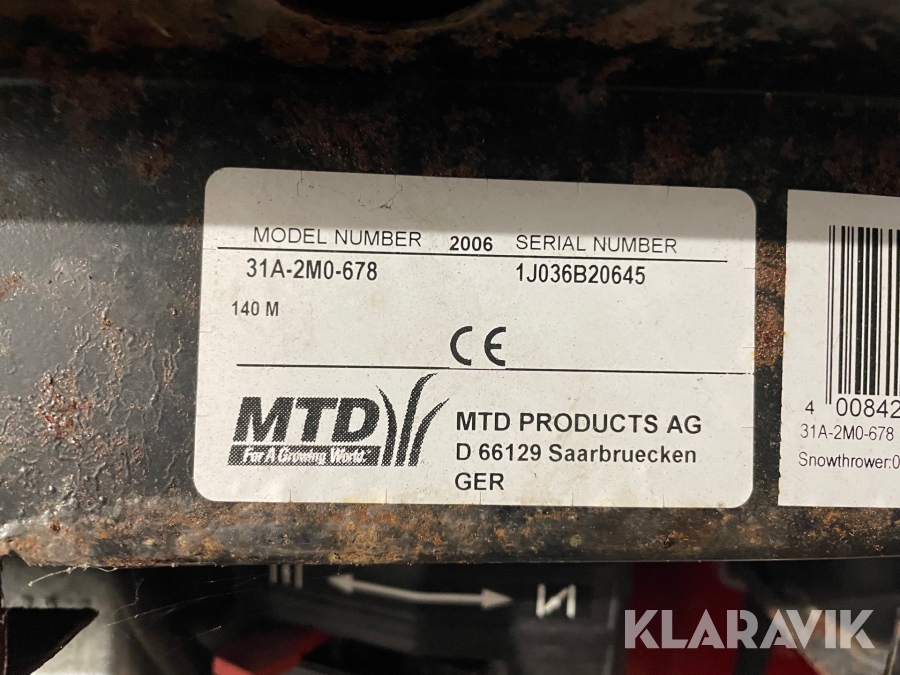 MODEL NUMBER 2006 SERIAL NUMBER
31A-2M0-678 1J036B20645
140 M
CE
MTD
For A Growing World.
MTD PRODUCTS AG
D 66129 Saarbruecken
GER
4 00842
31A-2M0-678
Snowthrower:0
KLARAVIK